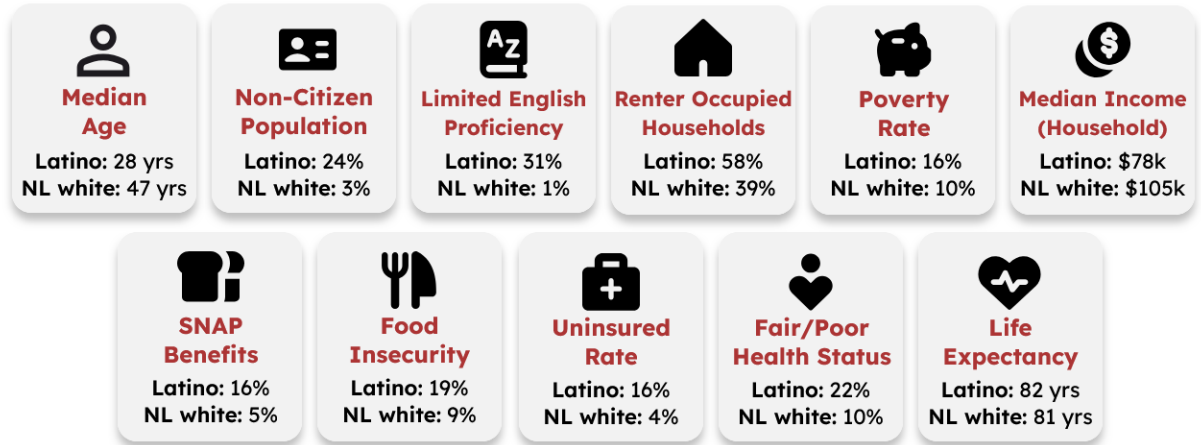 A Z
Median
Age
Latino: 28 yrs
NL white: 47 yrs
Non-Citizen
Population
Latino: 24%
NL white: 3%
Limited English
Proficiency
Latino: 31%
NL white: 1%
Renter Occupied
Households
Latino: 58%
NL white: 39%
Poverty
Rate
Latino: 16%
NL white: 10%
$
Median Income
(Household)
Latino: $78k
NL white: $105k
SNAP
Benefits
Latino: 16%
NL white: 5%
Food
Insecurity
Latino: 19%
NL white: 9%
Uninsured
Rate
Latino: 16%
NL white: 4%
Fair/Poor
Health Status
Latino: 22%
NL white: 10%
Life
Expectancy
Latino: 82 yrs
NL white: 81 yrs